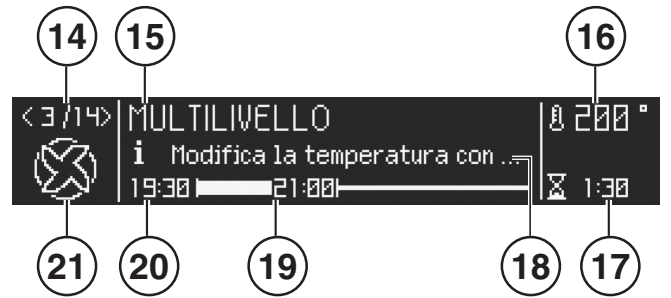 14 15 16
<3/14> MULTILIVELLO 200°
i Modifica la temperatura con ...
19:30 21:00 1:30
21 20 19 18 17